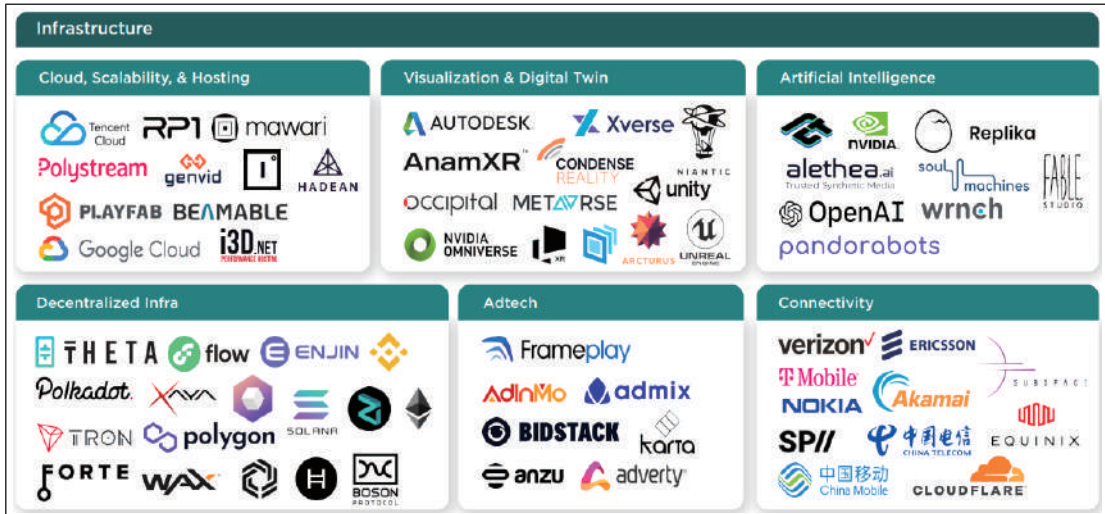 Infrastructure
Cloud, Scalability, & Hosting
Tencent Cloud
RP1
mawari
Polystream
genvid
HADEAN
PLAYFAB
BEAMABLE
Google Cloud
i3D.NET
PERFORMANCE HOSTING
Visualization & Digital Twin
AUTODESK
Xverse
NIANTIC
AnamXR™
CONDENSE REALITY
unity
occipital
METAVRSE
NVIDIA OMNIVERSE
XR
ARCTURUS
UNREAL ENGINE
Artificial Intelligence
NVIDIA.
Replika
alethea.ai
Trusted Synthetic Media
soul machines
FABLE STUDIO
OpenAI
wrnch
pandorabots
Decentralized Infra
THETA
flow
ENJIN
Polkadot.
XAYA
SOLANA
TRON
polygon
FORTE
WAX
H
BOSON PROTOCOL
Adtech
Frameplay
AdInMo
admix
BIDSTACK
karta
anzu
adverty
Connectivity
verizon
ERICSSON
SUBSPACE
T Mobile
NOKIA
Akamai
SP//
中国电信
CHINA TELECOM
EQUINIX
中国移动
China Mobile
CLOUDFLARE